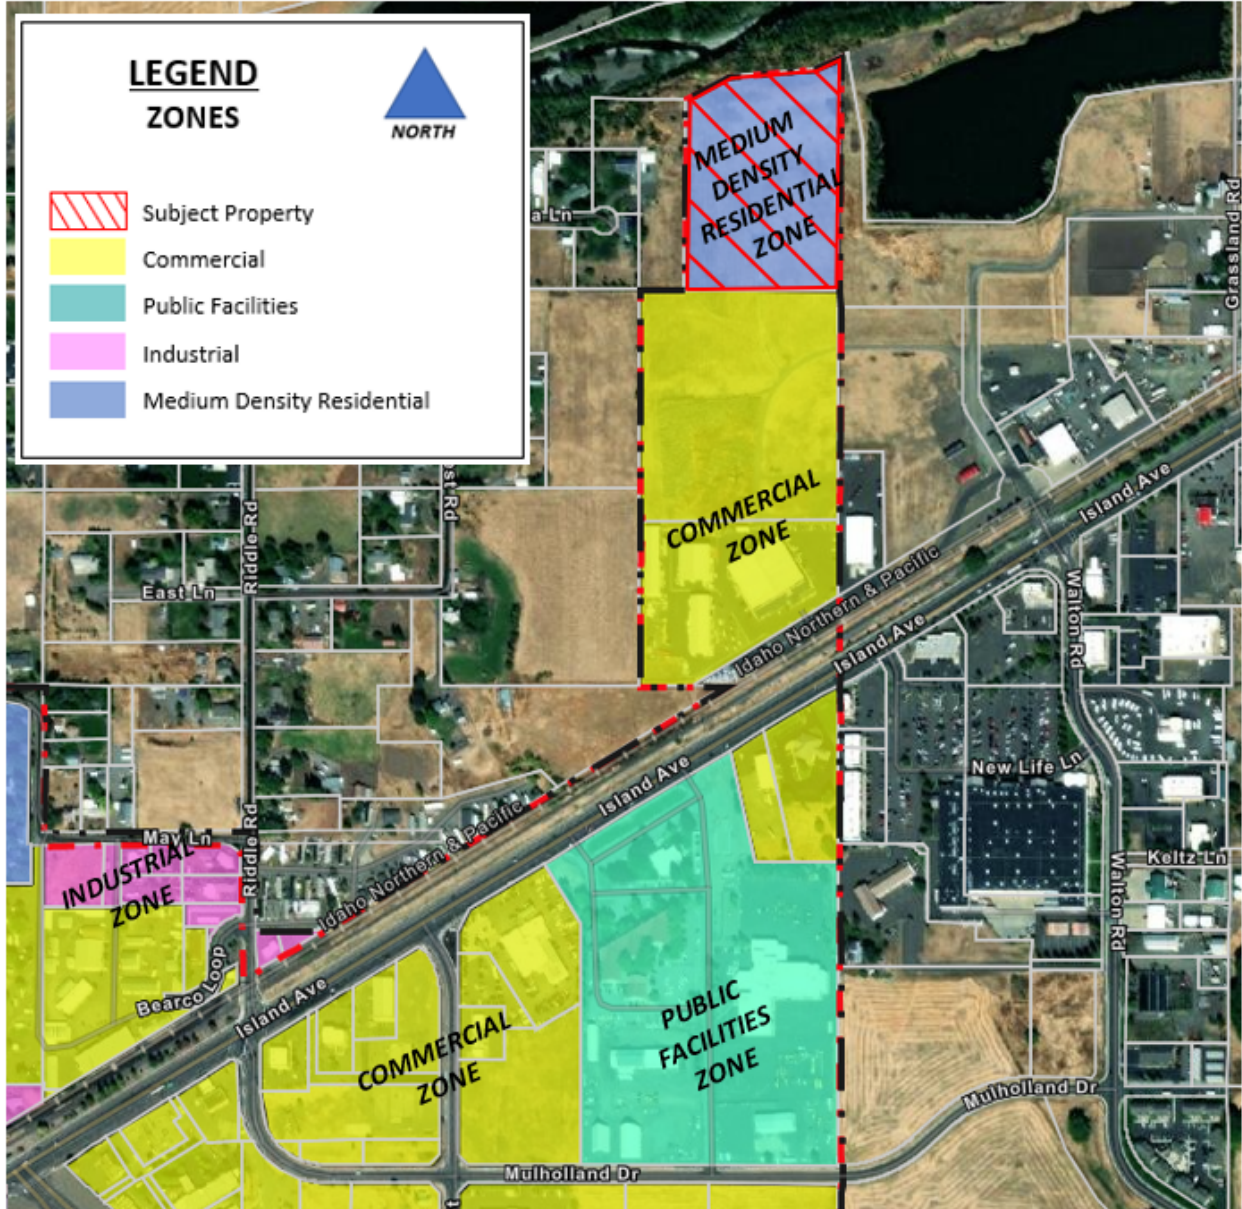 LEGEND
ZONES
NORTH
Subject Property
Commercial
Public Facilities
Industrial
Medium Density Residential
MEDIUM
DENSITY
RESIDENTIAL
ZONE
a Ln
Grassland Rd
COMMERCIAL
ZONE
Island Ave
Riddle Rd
st Rd
East Ln
Idaho Northern & Pacific
Island Ave
Walton Rd
New Life Ln
Island Ave
May Ln
Riddle Rd
Idaho Northern & Pacific
INDUSTRIAL
ZONE
Keltz Ln
Walton Rd
Bearco Loop
Island Ave
PUBLIC
FACILITIES
ZONE
COMMERCIAL
ZONE
Mulholland Dr
Mulholland Dr
t